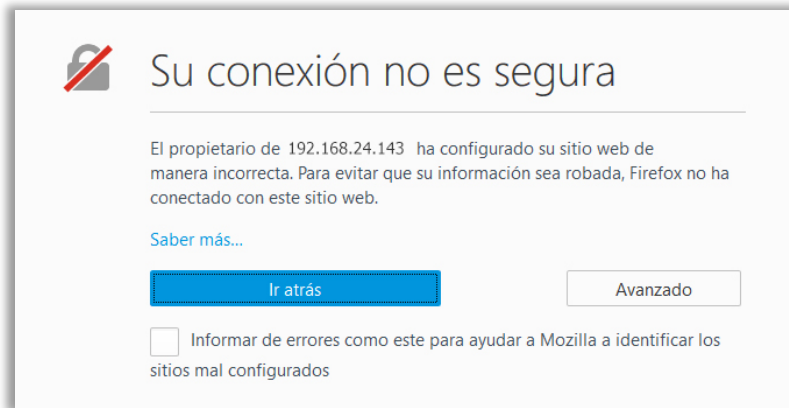 Su conexión no es segura
El propietario de 192.168.24.143 ha configurado su sitio web de
manera incorrecta. Para evitar que su información sea robada, Firefox no ha
conectado con este sitio web.
Saber más...
Ir atrás
Avanzado
Informar de errores como este para ayudar a Mozilla a identificar los
sitios mal configurados